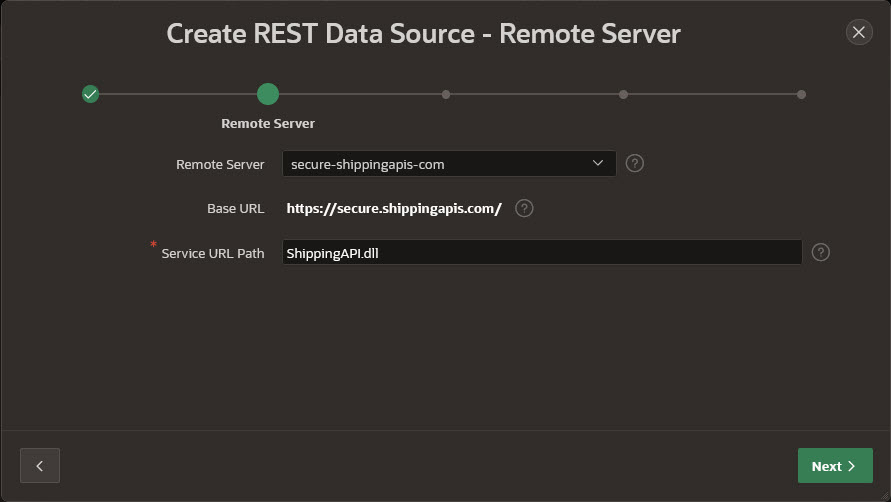 Create REST Data Source - Remote Server
Remote Server
Remote Server secure-shippingapis-com ?
Base URL https://secure.shippingapis.com/ ?
* Service URL Path ShippingAPI.dll ?
Next